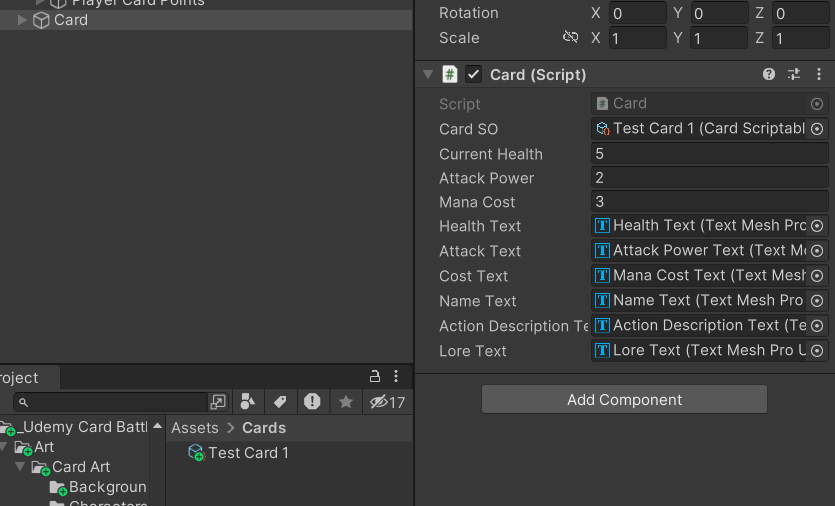 Player Card Points
Card
Rotation X 0 Y 0 Z 0
Scale X 1 Y 1 Z 1
# Card (Script)
Script # Card
Card SO Test Card 1 (Card Scriptabl
Current Health 5
Attack Power 2
Mana Cost 3
Health Text T Health Text (Text Mesh Pro
Attack Text T Attack Power Text (Text Me
Cost Text T Mana Cost Text (Text Mesh
Name Text T Name Text (Text Mesh Pro
Action Description Te T Action Description Text (Te
Lore Text T Lore Text (Text Mesh Pro U
Add Component
roject
17
_Udemy Card Battl
Art
Card Art
Backgroun
Characters
Assets > Cards
Test Card 1